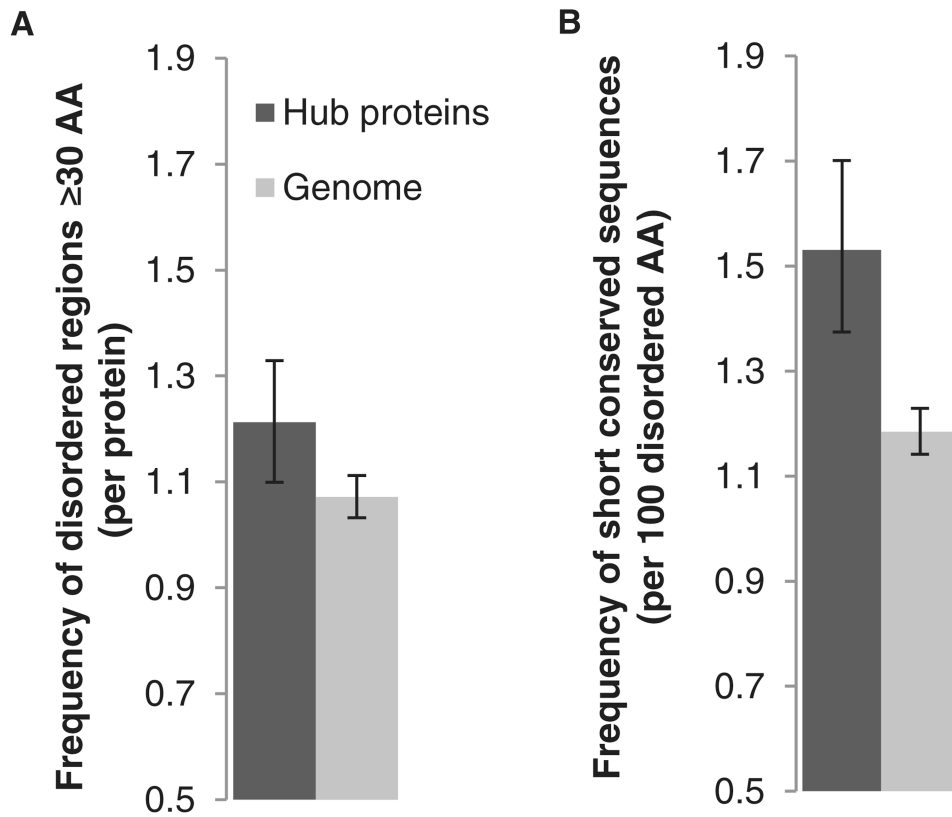 A
Frequency of disordered regions ≥30 AA
(per protein)
1.9
1.7
1.5
1.3
1.1
0.9
0.7
0.5
Hub proteins
Genome
B
Frequency of short conserved sequences
(per 100 disordered AA)
1.9
1.7
1.5
1.3
1.1
0.9
0.7
0.5